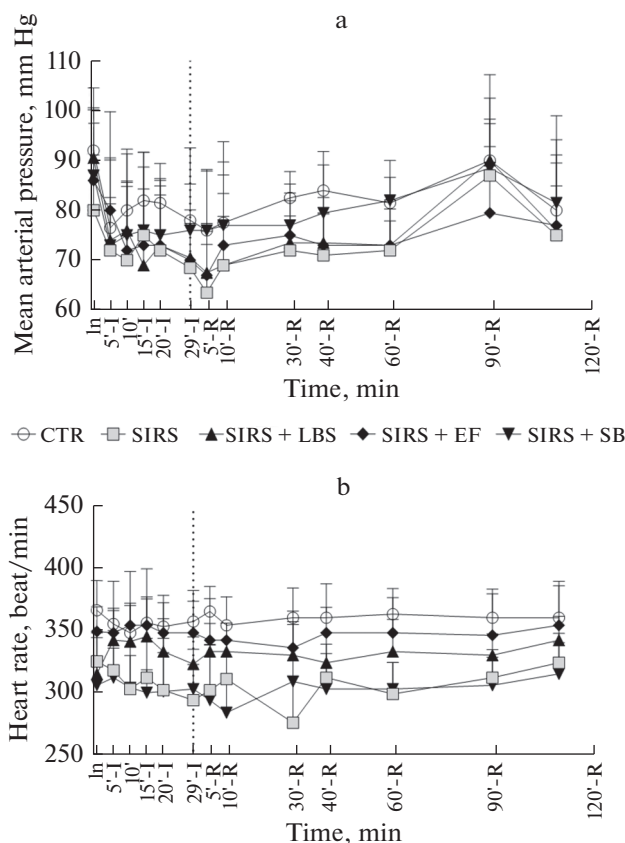 a
Mean arterial pressure, mm Hg
110
100
90
80
70
60
In
5'-I
10'
15'-I
20'-I
29'-I
5'-R
10'-R
30'-R
40'-R
60'-R
90'-R
120'-R
Time, min
CTR SIRS SIRS + LBS SIRS + EF SIRS + SB
b
Heart rate, beat/min
450
400
350
300
250
In
5'-I
10'
15'-I
20'-I
29'-I
5'-R
10'-R
30'-R
40'-R
60'-R
90'-R
120'-R
Time, min